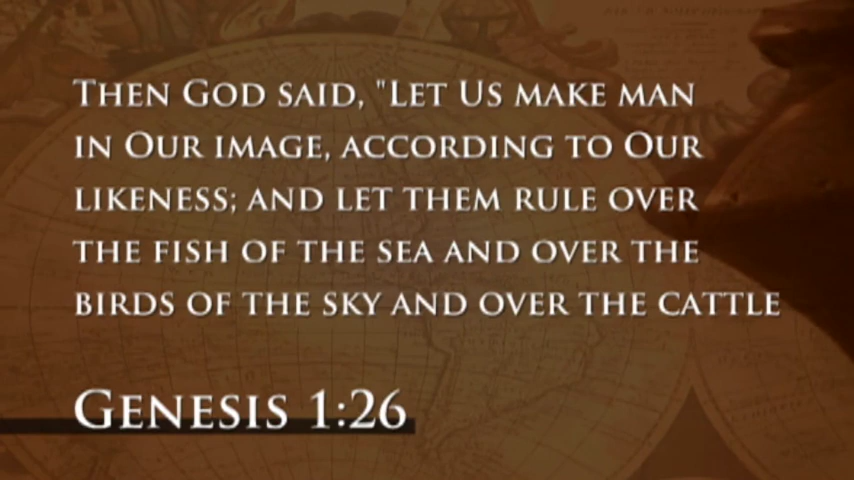 Then God said, "Let Us make man
in Our image, according to Our
likeness; and let them rule over
the fish of the sea and over the
birds of the sky and over the cattle
Genesis 1:26